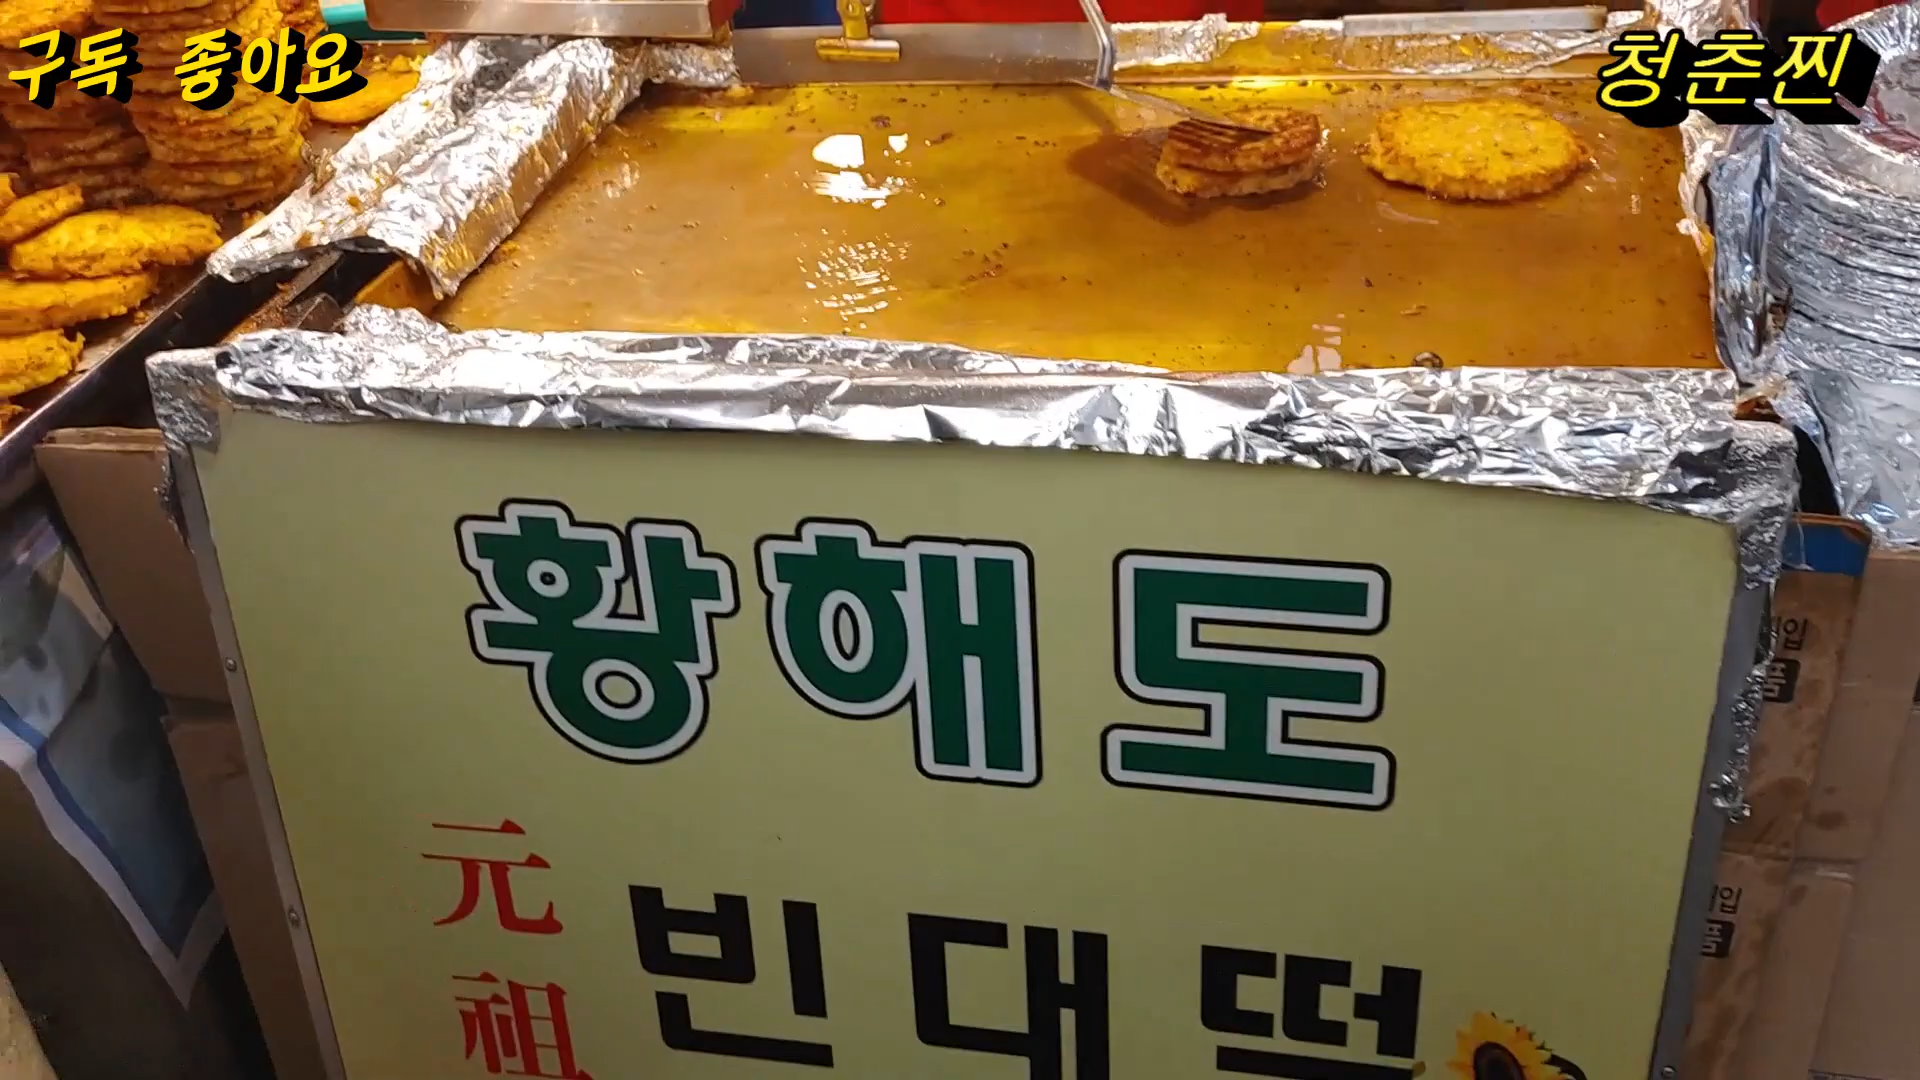 구독 좋아요
청춘찐
황해도
元祖
빈대떡